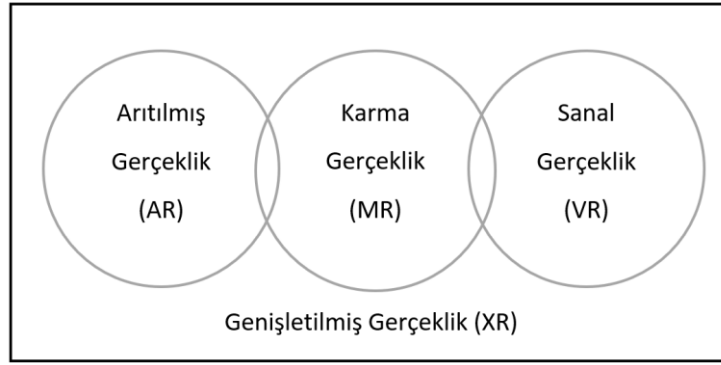 Arıtılmış
Gerçeklik
(AR)
Karma
Gerçeklik
(MR)
Sanal
Gerçeklik
(VR)
Genişletilmiş Gerçeklik (XR)